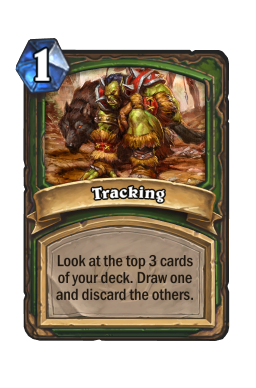 1
Tracking
Look at the top 3 cards
of your deck. Draw one
and discard the others.